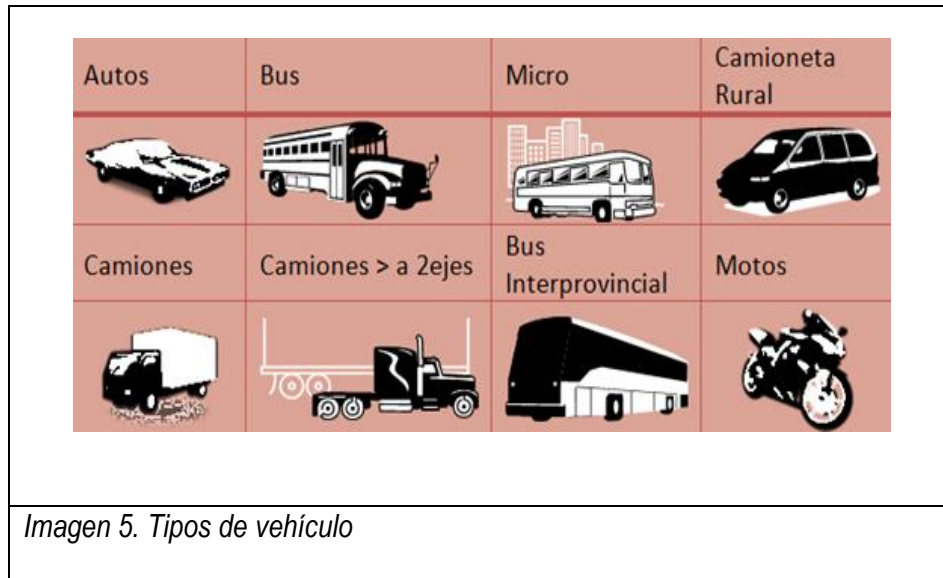 Autos
Bus
Micro
Camioneta
Rural
Camiones
Camiones > a 2ejes
Bus
Interprovincial
Motos
Imagen 5. Tipos de vehículo